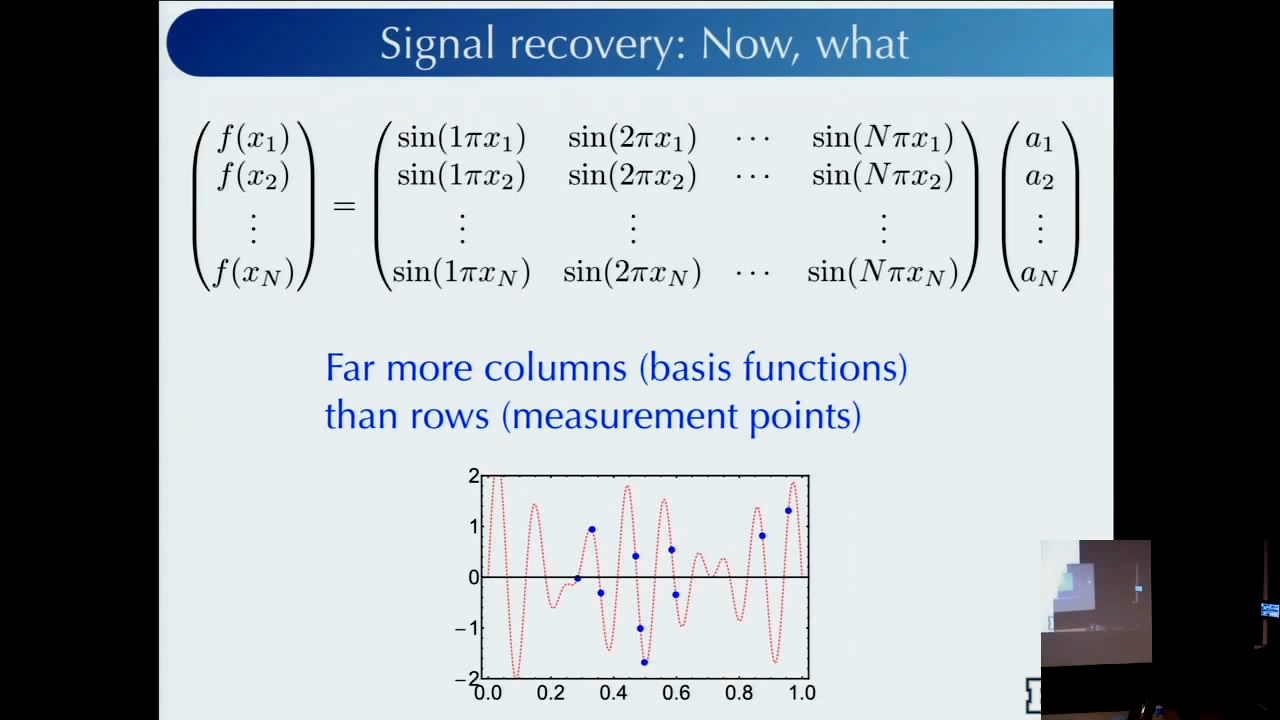 Signal recovery: Now, what
f(x₁) sin(1πx₁) sin(2πx₁) ⋯ sin(Nπx₁) a₁
f(x₂) = sin(1πx₂) sin(2πx₂) ⋯ sin(Nπx₂) a₂
⋮ ⋮ ⋮ ⋮ ⋮
f(x_N) sin(1πx_N) sin(2πx_N) ⋯ sin(Nπx_N) a_N
Far more columns (basis functions)
than rows (measurement points)
2
1
0
−1
−2
0.0 0.2 0.4 0.6 0.8 1.0